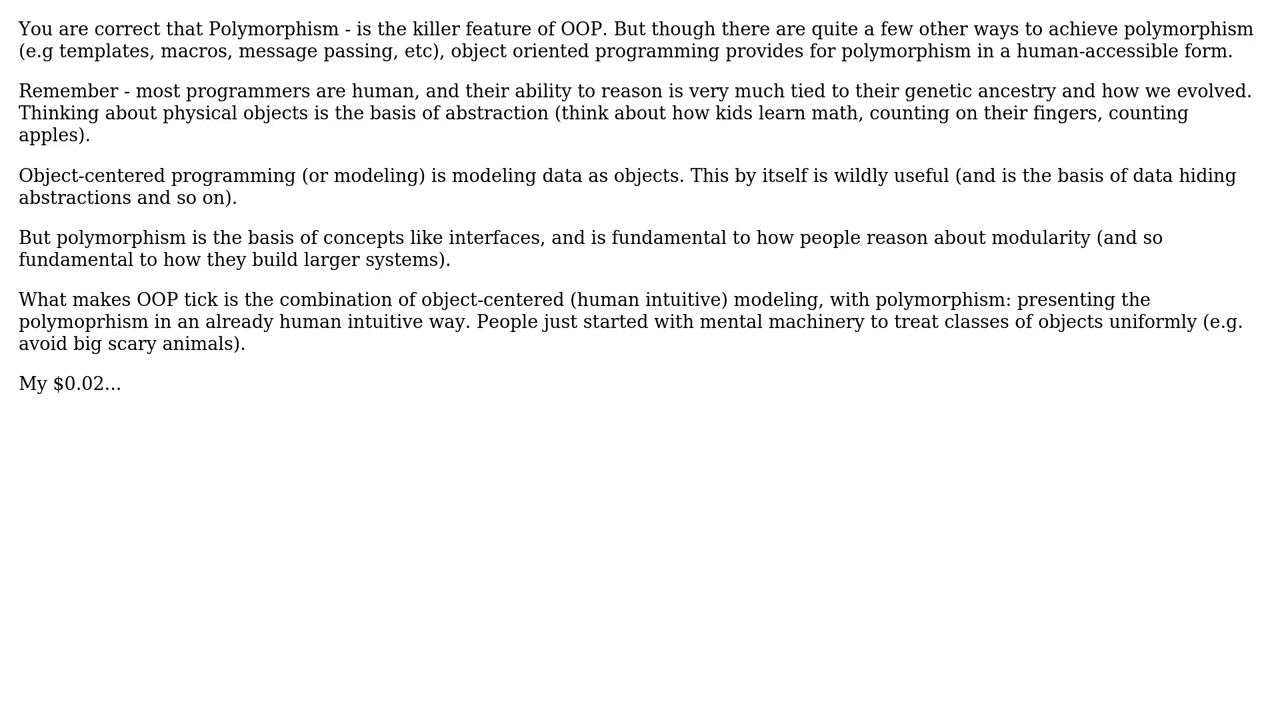 You are correct that Polymorphism - is the killer feature of OOP. But though there are quite a few other ways to achieve polymorphism
(e.g templates, macros, message passing, etc), object oriented programming provides for polymorphism in a human-accessible form.
Remember - most programmers are human, and their ability to reason is very much tied to their genetic ancestry and how we evolved.
Thinking about physical objects is the basis of abstraction (think about how kids learn math, counting on their fingers, counting
apples).
Object-centered programming (or modeling) is modeling data as objects. This by itself is wildly useful (and is the basis of data hiding
abstractions and so on).
But polymorphism is the basis of concepts like interfaces, and is fundamental to how people reason about modularity (and so
fundamental to how they build larger systems).
What makes OOP tick is the combination of object-centered (human intuitive) modeling, with polymorphism: presenting the
polymoprhism in an already human intuitive way. People just started with mental machinery to treat classes of objects uniformly (e.g.
avoid big scary animals).
My $0.02...